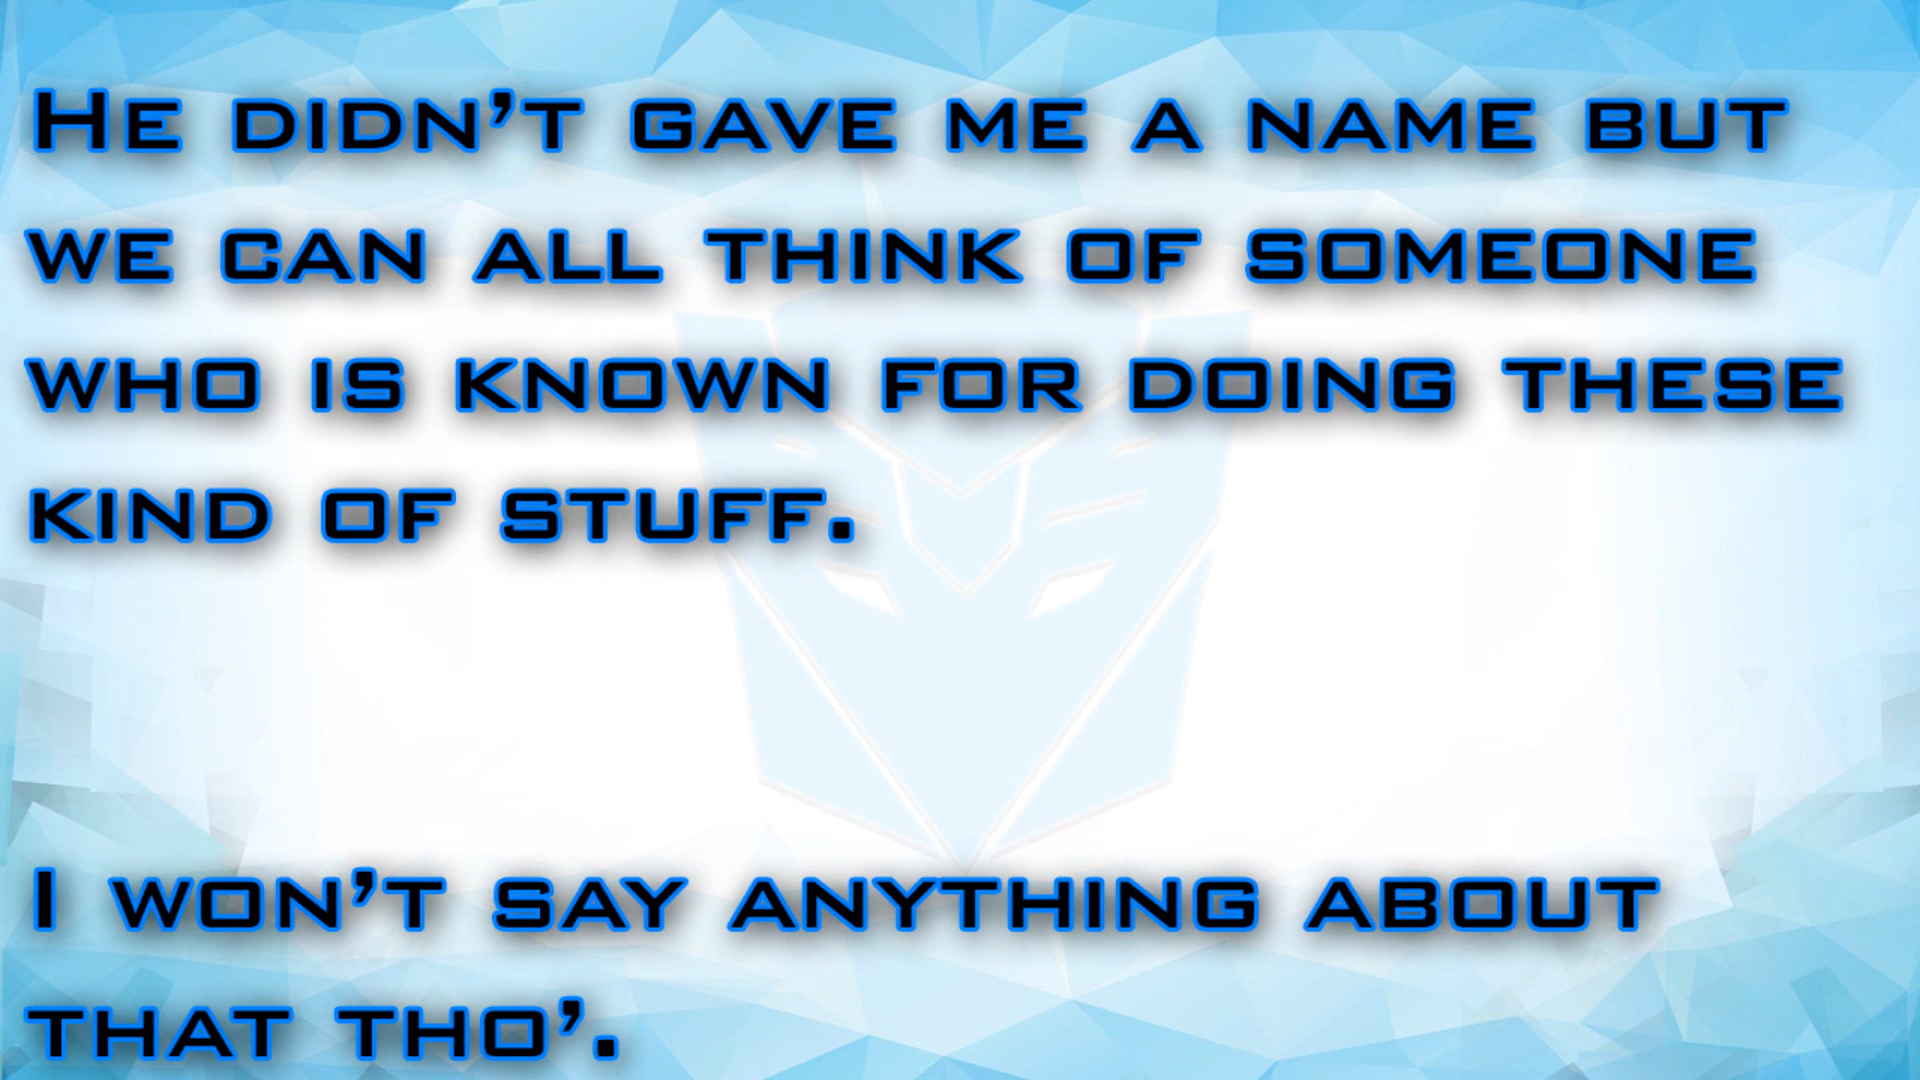 He didn't gave me a name but
we can all think of someone
who is known for doing these
kind of stuff.
I won't say anything about
that tho'.